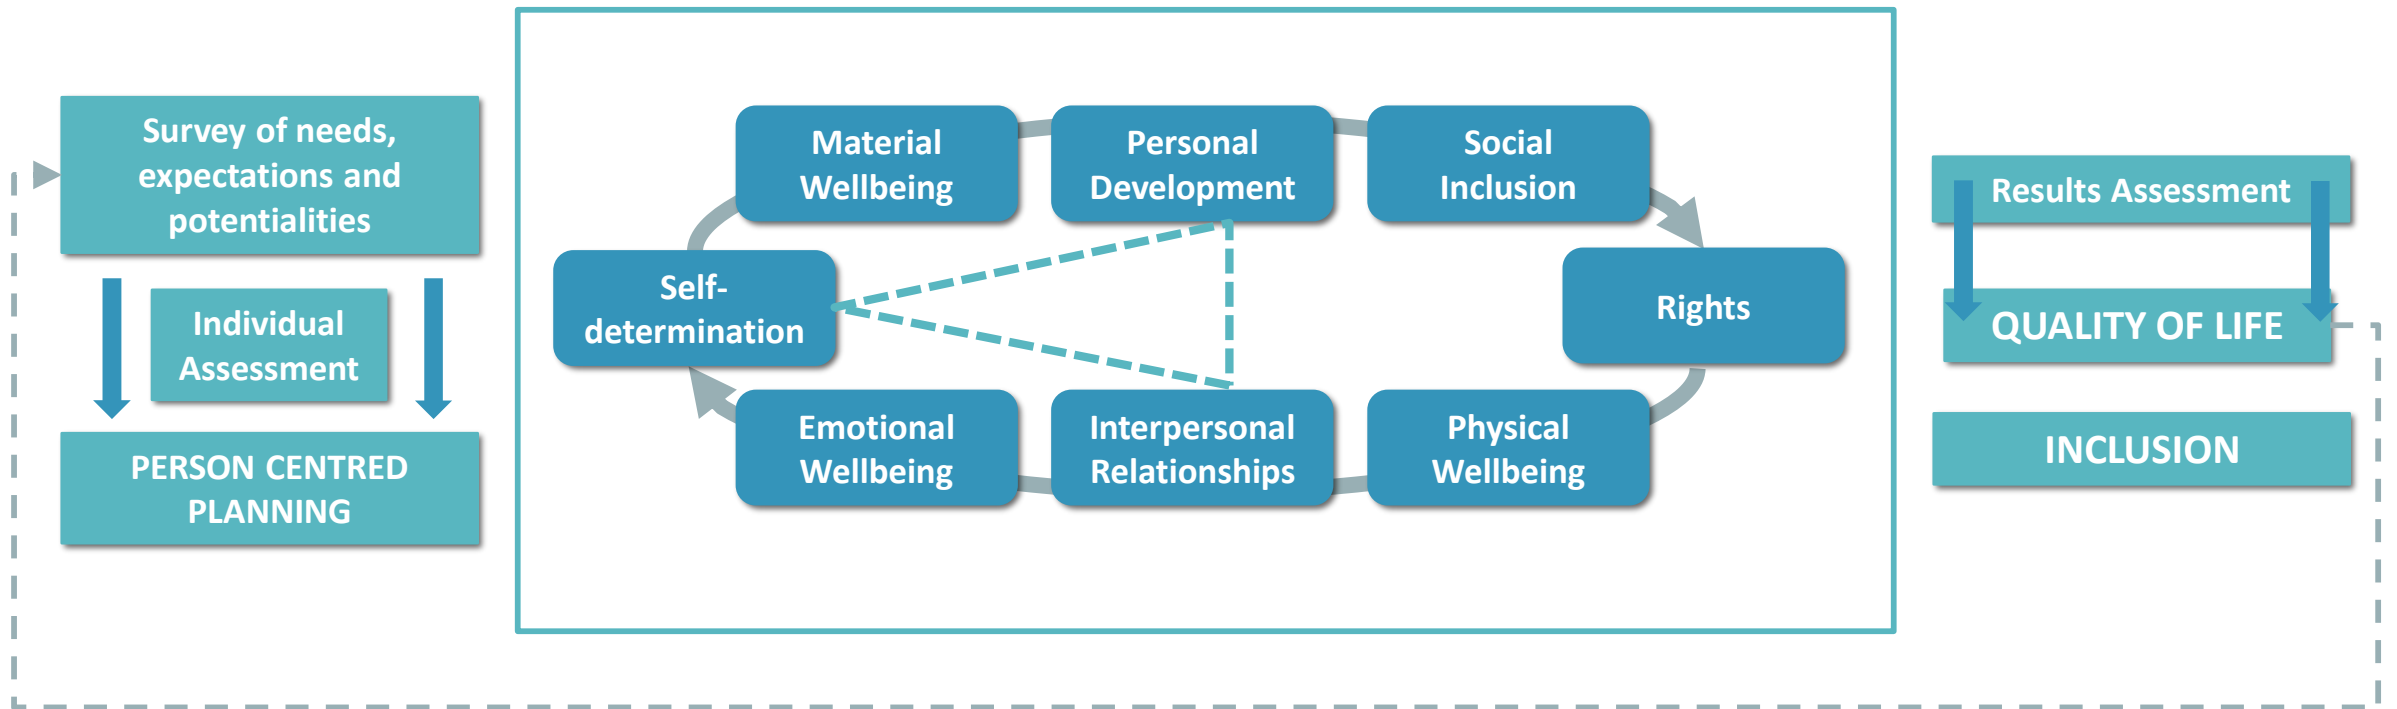 Survey of needs,
expectations and
potentialities
Individual
Assessment
PERSON CENTRED
PLANNING
Material
Wellbeing
Personal
Development
Social
Inclusion
Self-
determination
Rights
Emotional
Wellbeing
Interpersonal
Relationships
Physical
Wellbeing
Results Assessment
QUALITY OF LIFE
INCLUSION